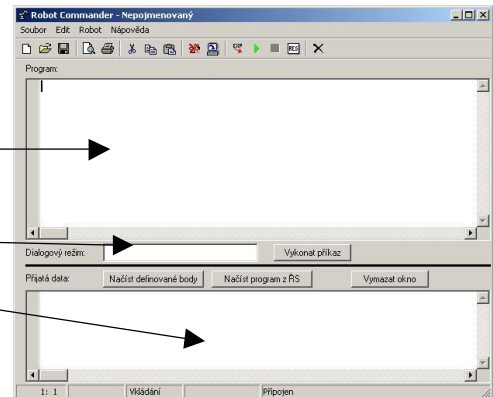 Robot Commander - Nepojmenovaný
Soubor Edit Robot Nápověda
RES
Program:
Dialogový režim: Vykonat příkaz
Přijatá data: Načíst definované body Načíst program z ŘS Vymazat okno
1: 1 Vkládání Připojen